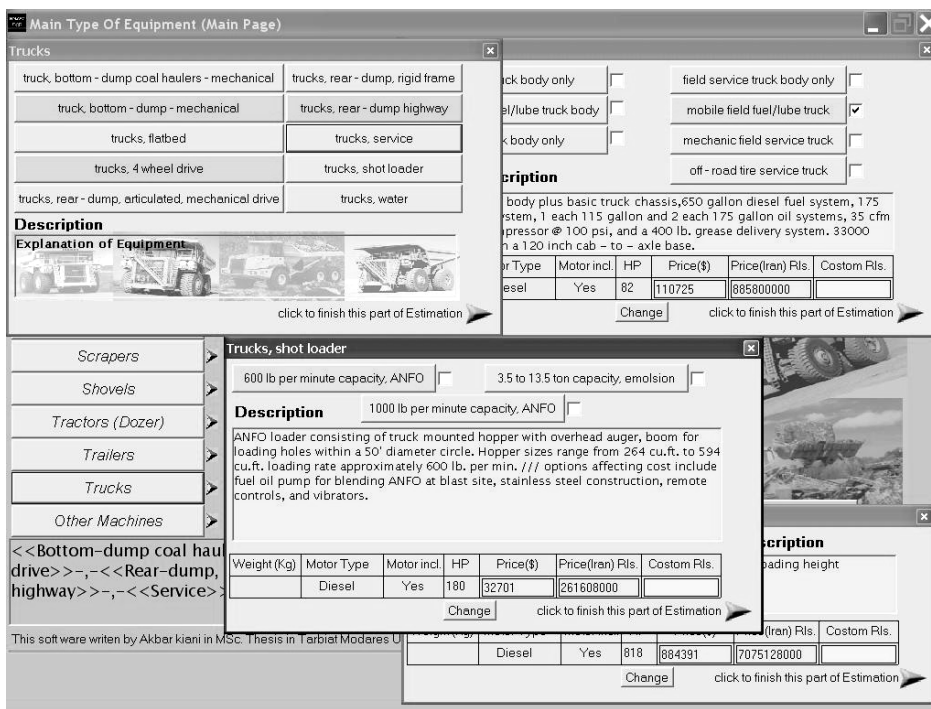 Main Type Of Equipment (Main Page)
Trucks
truck, bottom - dump coal haulers - mechanical
trucks, rear - dump, rigid frame
truck, bottom - dump - mechanical
trucks, rear - dump highway
trucks, flatbed
trucks, service
trucks, 4 wheel drive
trucks, shot loader
trucks, rear - dump, articulated, mechanical drive
trucks, water
Description
Explanation of Equipment
click to finish this part of Estimation
truck body only
field service truck body only
fuel/lube truck body
mobile field fuel/lube truck
body only
mechanic field service truck
off - road tire service truck
cription
body plus basic truck chassis,650 gallon diesel fuel system, 175
ystem, 1 each 115 gallon and 2 each 175 gallon oil systems, 35 cfm
pressor @ 100 psi, and a 400 lb. grease delivery system. 33000
a 120 inch cab – to – axle base.
or Type Motor incl. HP Price($) Price(Iran) Rls. Costom Rls.
esel Yes 82 110725 885800000
Change
click to finish this part of Estimation
Scrapers
Shovels
Tractors (Dozer)
Trailers
Trucks
Other Machines
<<Bottom-dump coal haul
drive>>-,-<<Rear-dump,
highway>>-,-<<Service>>
This soft ware writen by Akbar kiani in MSc. Thesis in Tarbiat Modares U
Trucks, shot loader
600 lb per minute capacity, ANFO
3.5 to 13.5 ton capacity, emolsion
Description
1000 lb per minute capacity, ANFO
ANFO loader consisting of truck mounted hopper with overhead auger, boom for
loading holes within a 50' diameter circle. Hopper sizes range from 264 cu.ft. to 594
cu.ft. loading rate approximately 600 lb. per min. /// options affecting cost include
fuel oil pump for blending ANFO at blast site, stainless steel construction, remote
controls, and vibrators.
Weight (Kg) Motor Type Motor incl. HP Price($) Price(Iran) Rls. Costom Rls.
Diesel Yes 180 32701 261608000
Change
click to finish this part of Estimation
scription
oading height
(Iran) Rls. Costom Rls.
Diesel Yes 818 884391 7075128000
Change
click to finish this part of Estimation